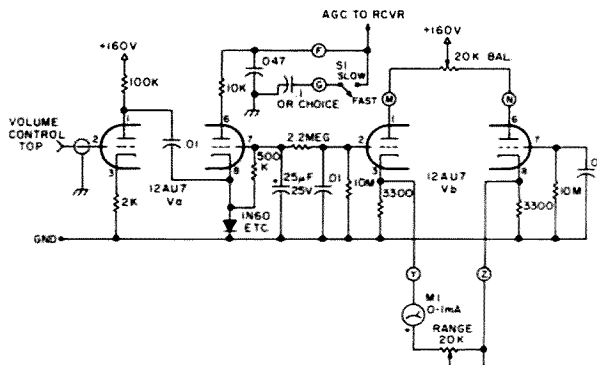 AGC TO RCVR
+160V
+160V
20K BAL.
F
S1
SLOW
.047
G
FAST
.1
OR CHOICE
100K
10K
M
N
VOLUME
CONTROL
TOP
1
6
1
6
2
.01
7
2.2MEG
2
7
3
8
3
8
12AU7
Va
500
K
25µF
25V
.01
10M
3300
12AU7
Vb
3300
10M
2K
1N60
ETC
GND
Y
Z
M1
0-1mA
+
RANGE
20K